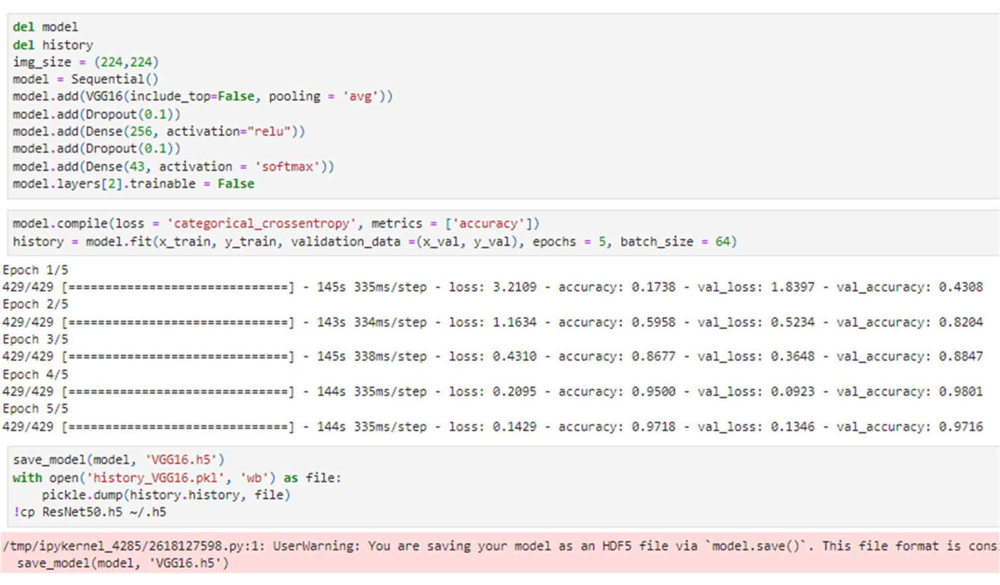 del model
del history
img_size = (224,224)
model = Sequential()
model.add(VGG16(include_top=False, pooling = 'avg'))
model.add(Dropout(0.1))
model.add(Dense(256, activation="relu"))
model.add(Dropout(0.1))
model.add(Dense(43, activation = 'softmax'))
model.layers[2].trainable = False
model.compile(loss = 'categorical_crossentropy', metrics = ['accuracy'])
history = model.fit(x_train, y_train, validation_data =(x_val, y_val), epochs = 5, batch_size = 64)
Epoch 1/5
429/429 [==============================] - 145s 335ms/step - loss: 3.2109 - accuracy: 0.1738 - val_loss: 1.8397 - val_accuracy: 0.4308
Epoch 2/5
429/429 [==============================] - 143s 334ms/step - loss: 1.1634 - accuracy: 0.5958 - val_loss: 0.5234 - val_accuracy: 0.8204
Epoch 3/5
429/429 [==============================] - 145s 338ms/step - loss: 0.4310 - accuracy: 0.8677 - val_loss: 0.3648 - val_accuracy: 0.8847
Epoch 4/5
429/429 [==============================] - 144s 335ms/step - loss: 0.2095 - accuracy: 0.9500 - val_loss: 0.0923 - val_accuracy: 0.9801
Epoch 5/5
429/429 [==============================] - 144s 335ms/step - loss: 0.1429 - accuracy: 0.9718 - val_loss: 0.1346 - val_accuracy: 0.9716
save_model(model, 'VGG16.h5')
with open('history_VGG16.pkl', 'wb') as file:
    pickle.dump(history.history, file)
!cp ResNet50.h5 ~/.h5
/tmp/ipykernel_4285/2618127598.py:1: UserWarning: You are saving your model as an HDF5 file via `model.save()`. This file format is cons
  save_model(model, 'VGG16.h5')